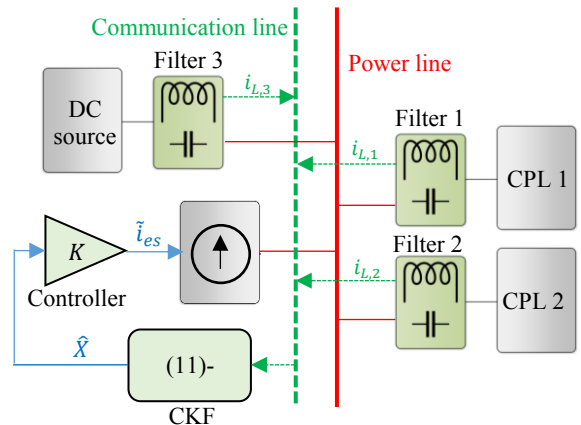 Communication line
Filter 3
Power line
DC
source
i_{L,3}
Filter 1
i_{L,1}
CPL 1
Filter 2
K
ĩ_{es}
i_{L,2}
Controller
CPL 2
X̂
(11)-
CKF